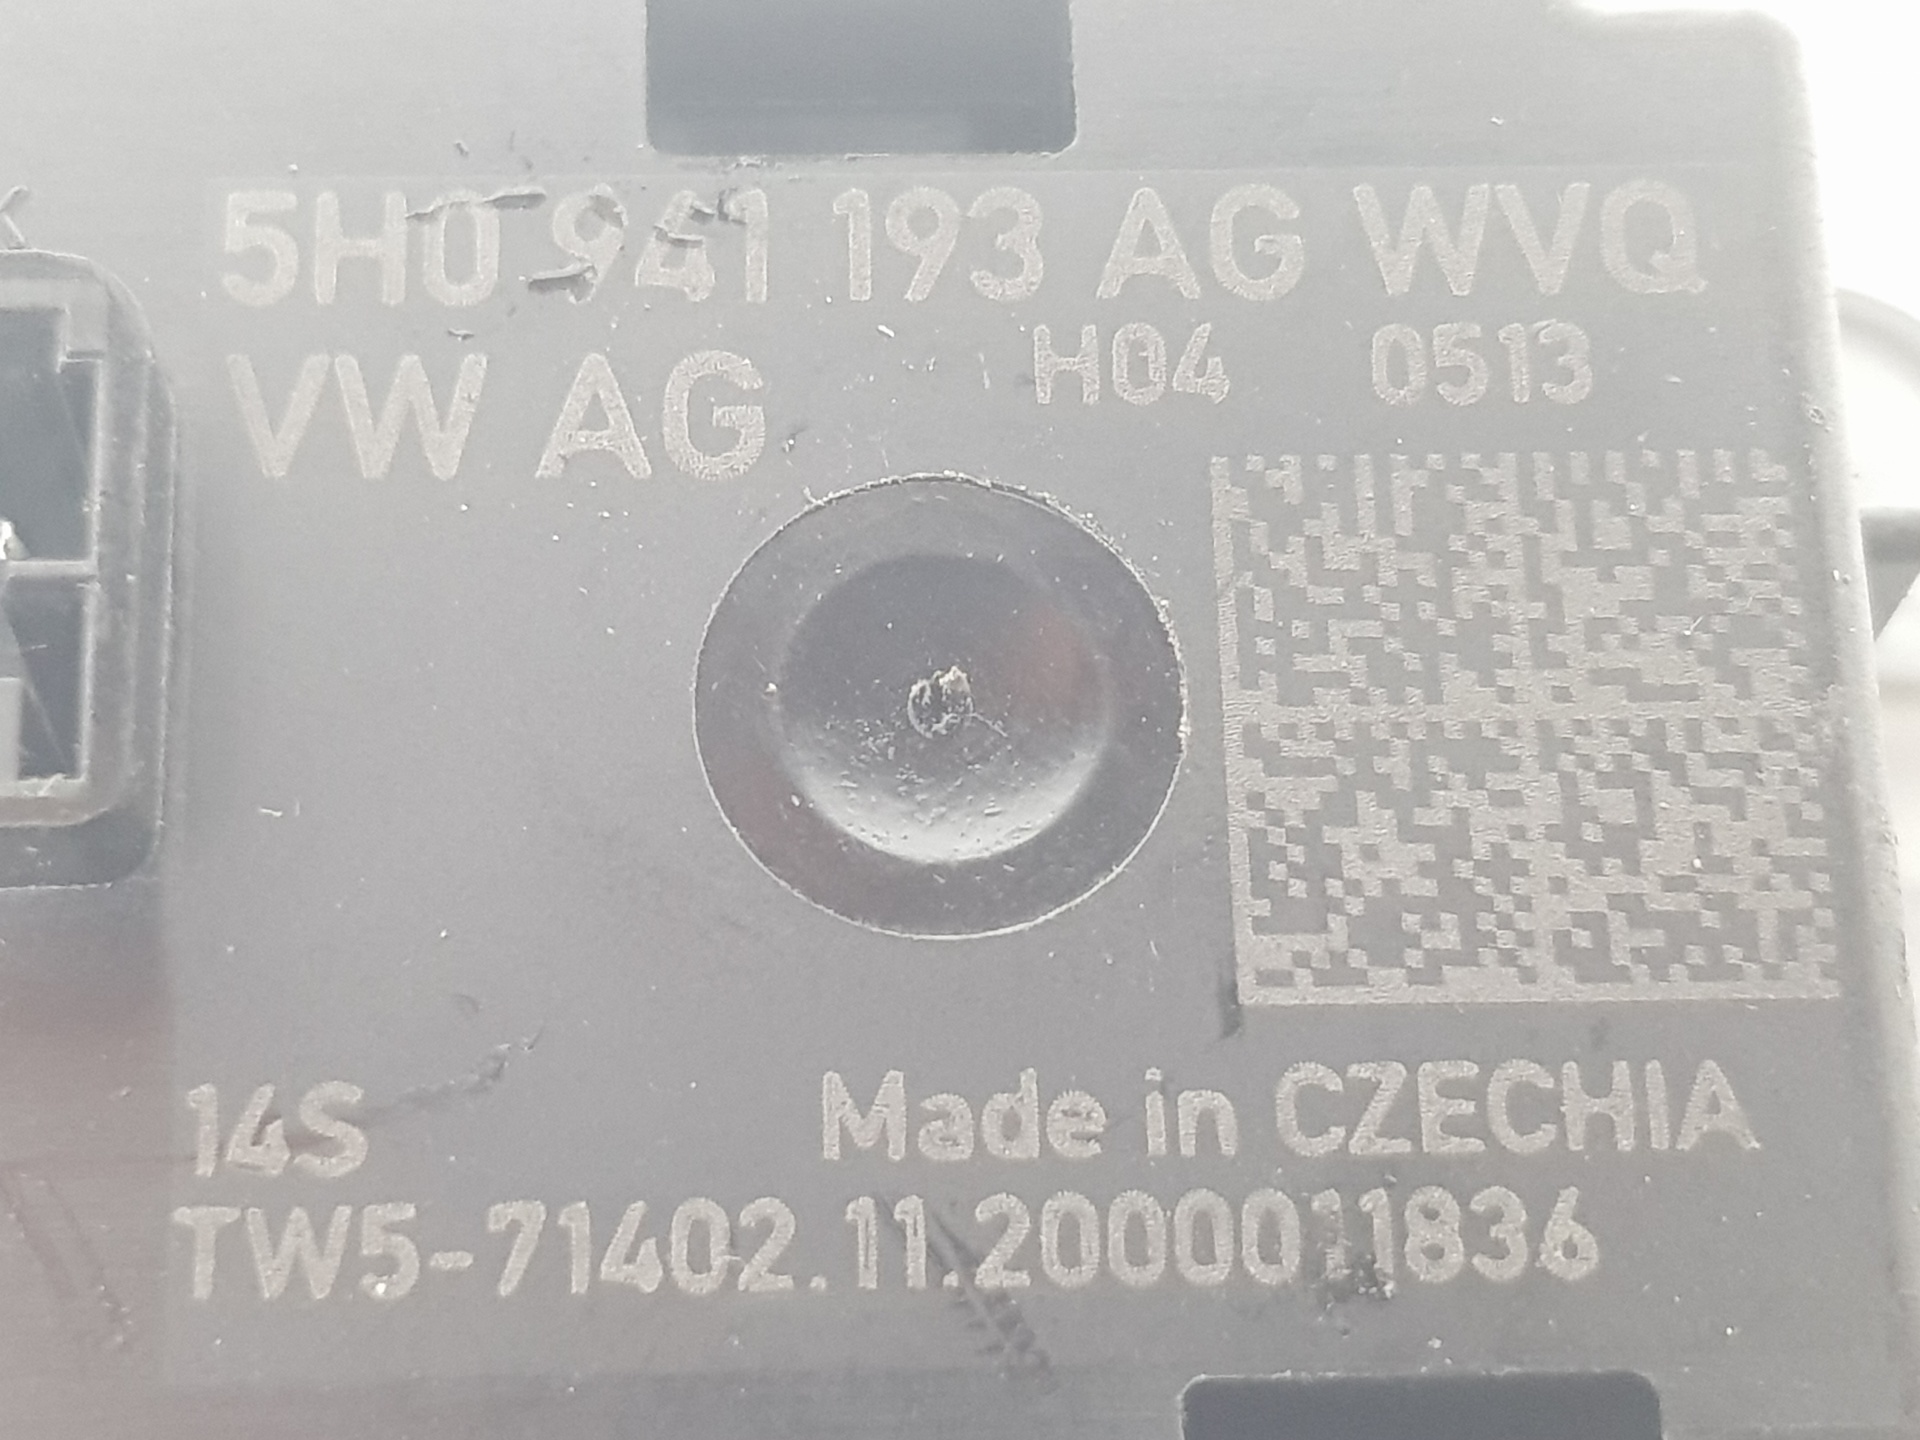 5H0 941 193 AG WVQ
H04 0513
VW AG
14S
Made in CZECHIA
TW5-71402.11.2000011836